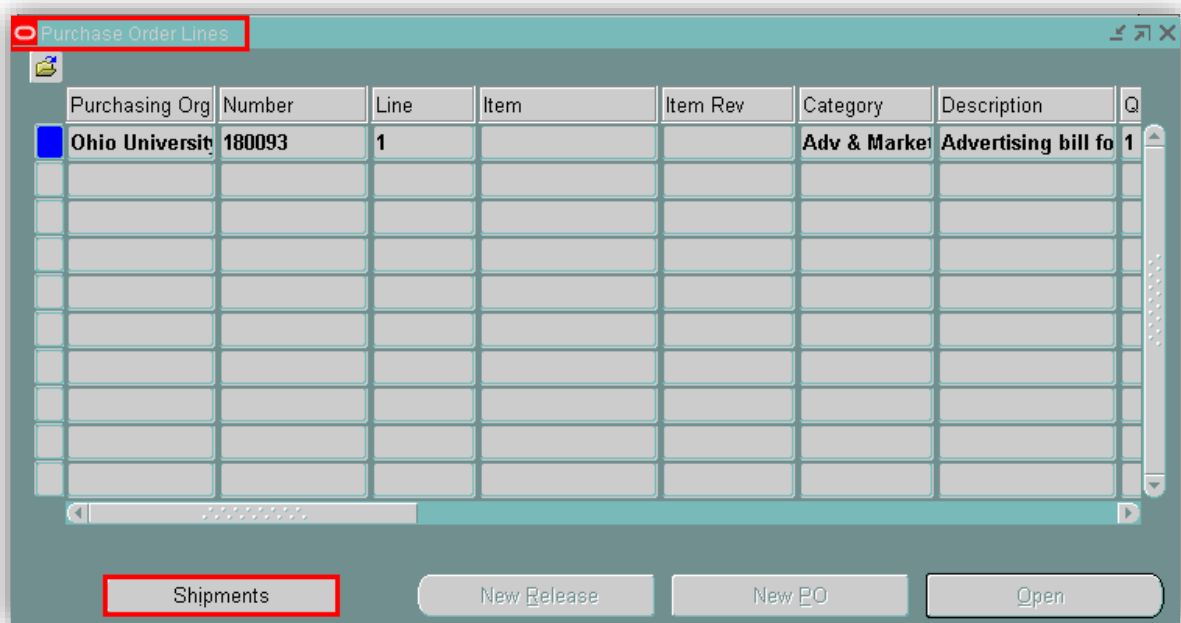 Purchase Order Lines
Purchasing Org Number Line Item Item Rev Category Description Q
Ohio Universit 180093 1 Adv & Market Advertising bill fo 1
Shipments New Release New PO Open